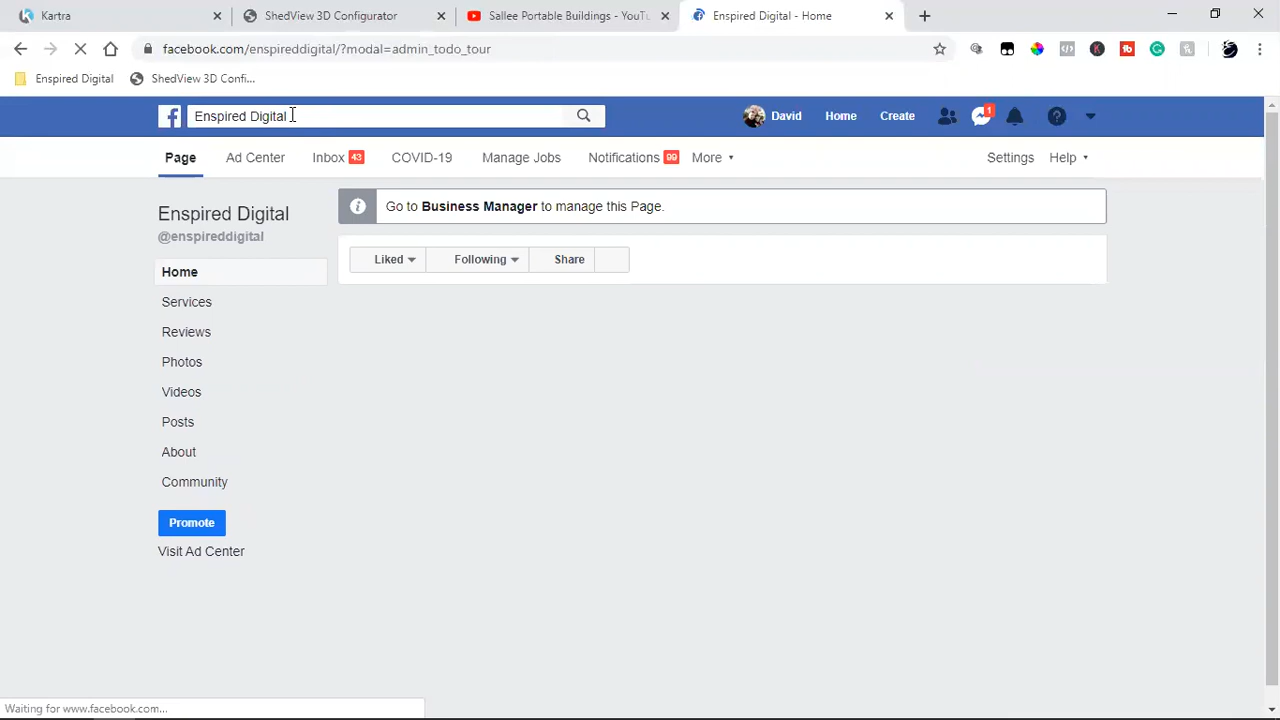 Kartra
ShedView 3D Configurator
Sallee Portable Buildings - YouTu
Enspired Digital - Home
facebook.com/enspireddigital/?modal=admin_todo_tour
Enspired Digital
ShedView 3D Confi...
Enspired Digital
David
Home
Create
1
Page
Ad Center
Inbox 43
COVID-19
Manage Jobs
Notifications 99
More
Settings
Help
Enspired Digital
@enspireddigital
Go to Business Manager to manage this Page.
Liked
Following
Share
Home
Services
Reviews
Photos
Videos
Posts
About
Community
Promote
Visit Ad Center
Waiting for www.facebook.com...